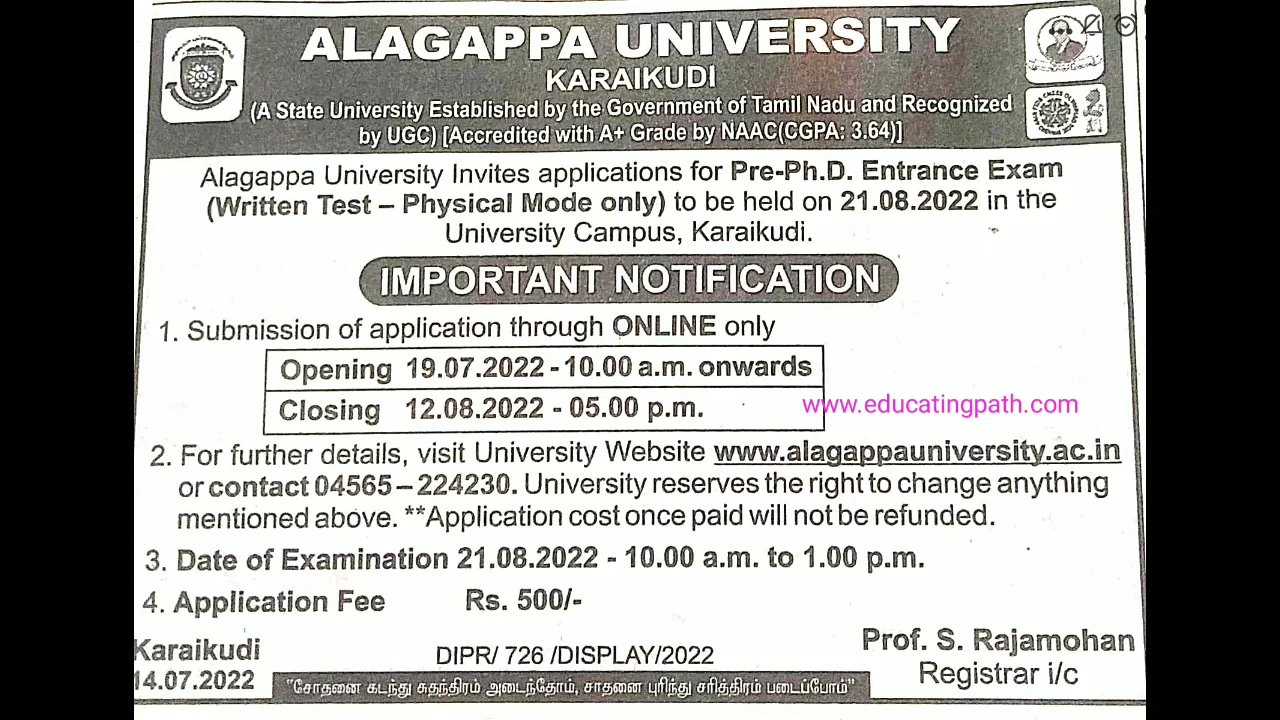 ALAGAPPA UNIVERSITY
KARAIKUDI
(A State University Established by the Government of Tamil Nadu and Recognized
by UGC) [Accredited with A+ Grade by NAAC(CGPA: 3.64)]
Alagappa University Invites applications for Pre-Ph.D. Entrance Exam
(Written Test – Physical Mode only) to be held on 21.08.2022 in the
University Campus, Karaikudi.
IMPORTANT NOTIFICATION
1. Submission of application through ONLINE only
Opening 19.07.2022 - 10.00 a.m. onwards
Closing 12.08.2022 - 05.00 p.m.
www.educatingpath.com
2. For further details, visit University Website www.alagappauniversity.ac.in
or contact 04565 – 224230. University reserves the right to change anything
mentioned above. **Application cost once paid will not be refunded.
3. Date of Examination 21.08.2022 - 10.00 a.m. to 1.00 p.m.
4. Application Fee Rs. 500/-
Karaikudi
14.07.2022
DIPR/ 726 /DISPLAY/2022
Prof. S. Rajamohan
Registrar i/c
"சோதனை கடந்து சுதந்திரம் அடைந்தோம், சாதனை புரிந்து சரித்திரம் படைப்போம்"